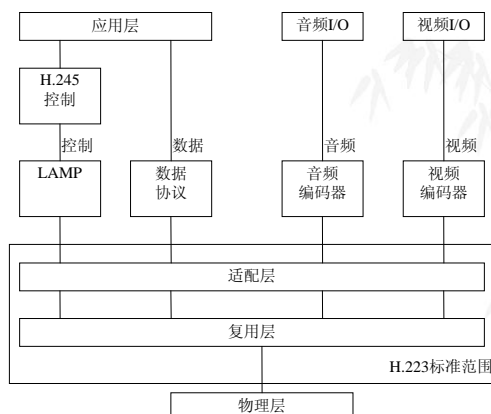 应用层
音频I/O
视频I/O
H.245
控制
控制
数据
音频
视频
LAMP
数据
协议
音频
编码器
视频
编码器
适配层
复用层
H.223标准范围
物理层